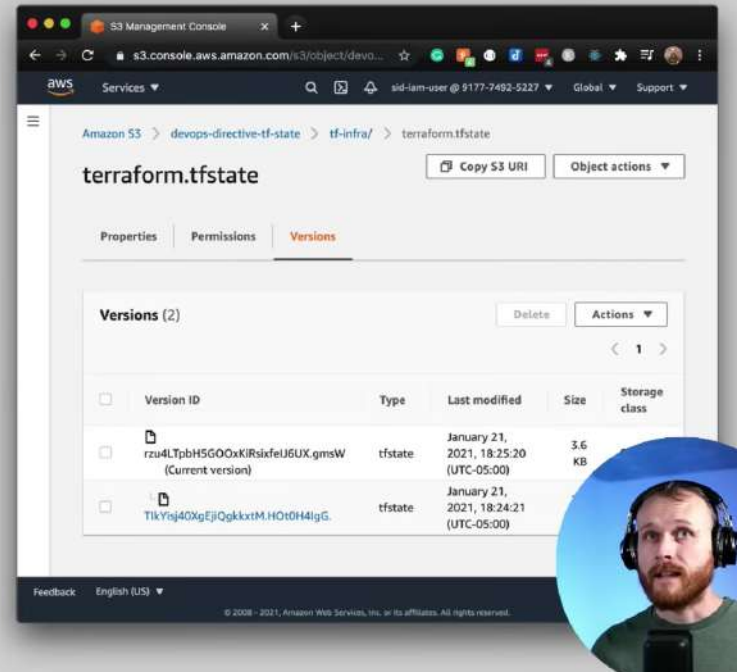 S3 Management Console
s3.console.aws.amazon.com/s3/object/devo...
aws Services ▼ sid-iam-user @ 9177-7492-5227 ▼ Global ▼ Support ▼
Amazon S3 > devops-directive-tf-state > tf-infra/ > terraform.tfstate
terraform.tfstate
Copy S3 URI
Object actions ▼
Properties Permissions Versions
Versions (2)
Delete
Actions ▼
< 1 >
Version ID Type Last modified Size Storage class
rzu4LTpbH5GOOxKiRsixfeIJ6UX.gmsW
(Current version)
tfstate
January 21,
2021, 18:25:20
(UTC-05:00)
3.6
KB
TIkYisj40XgEjiQgkkxtM.HOt0H4IgG.
tfstate
January 21,
2021, 18:24:21
(UTC-05:00)
Feedback English (US) ▼
© 2008 - 2021, Amazon Web Services, Inc. or its affiliates. All rights reserved.